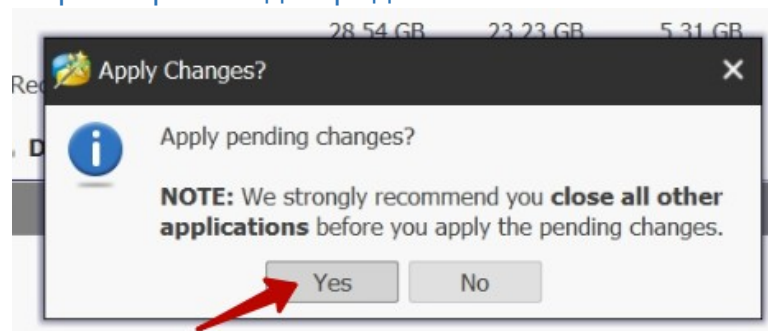 28.54 GB 23.23 GB 5.31 GB
Apply Changes?
Rec
D
Apply pending changes?
NOTE: We strongly recommend you close all other
applications before you apply the pending changes.
Yes No